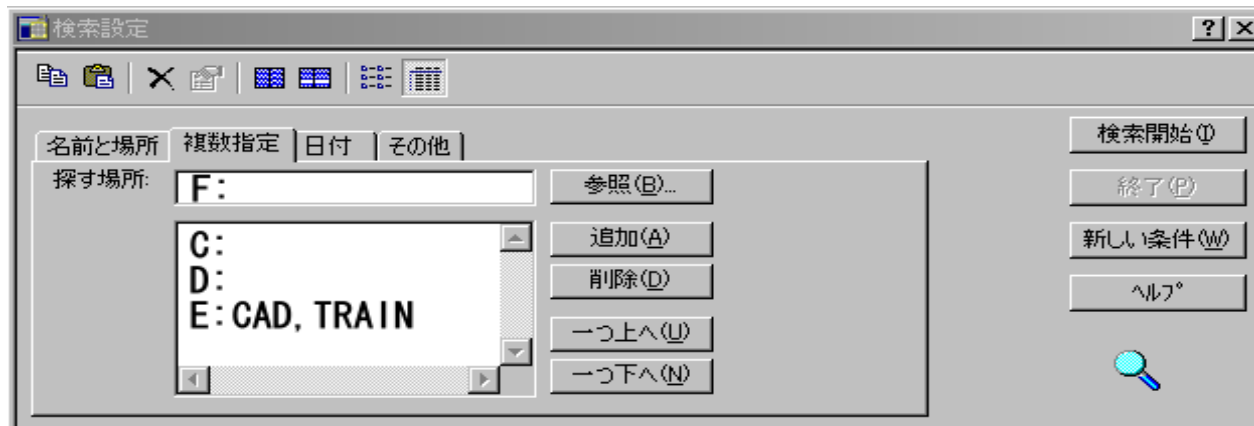 検索設定
名前と場所 複数指定 日付 その他
探す場所: F: 参照(B)...
C:
D:
E:CAD,TRAIN
追加(A)
削除(D)
一つ上へ(U)
一つ下へ(N)
検索開始(I)
終了(P)
新しい条件(W)
ヘルプ